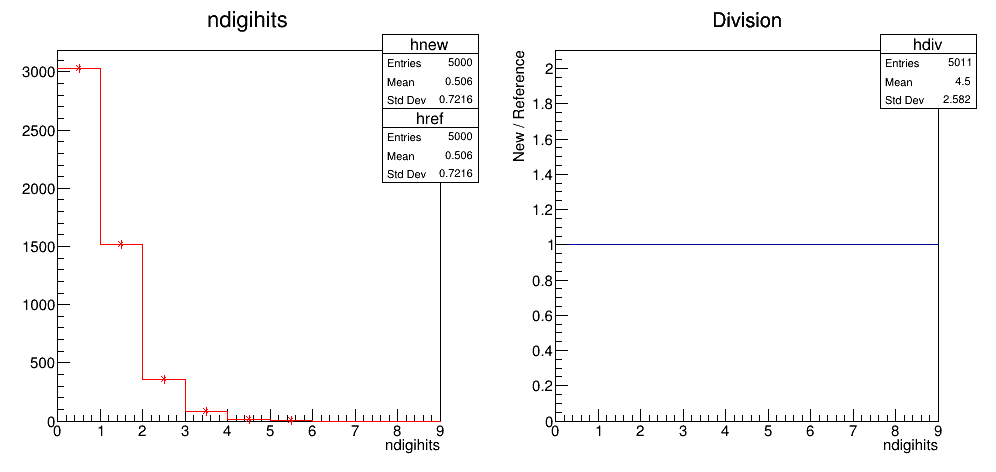 ndigihits
hnew
Entries 5000
Mean 0.506
Std Dev 0.7216
href
Entries 5000
Mean 0.506
Std Dev 0.7216
3000
2500
2000
1500
1000
500
0
0 1 2 3 4 5 6 7 8 9
ndigihits
Division
hdiv
Entries 5011
Mean 4.5
Std Dev 2.582
New / Reference
2
1.8
1.6
1.4
1.2
1
0.8
0.6
0.4
0.2
0
0 1 2 3 4 5 6 7 8 9
ndigihits